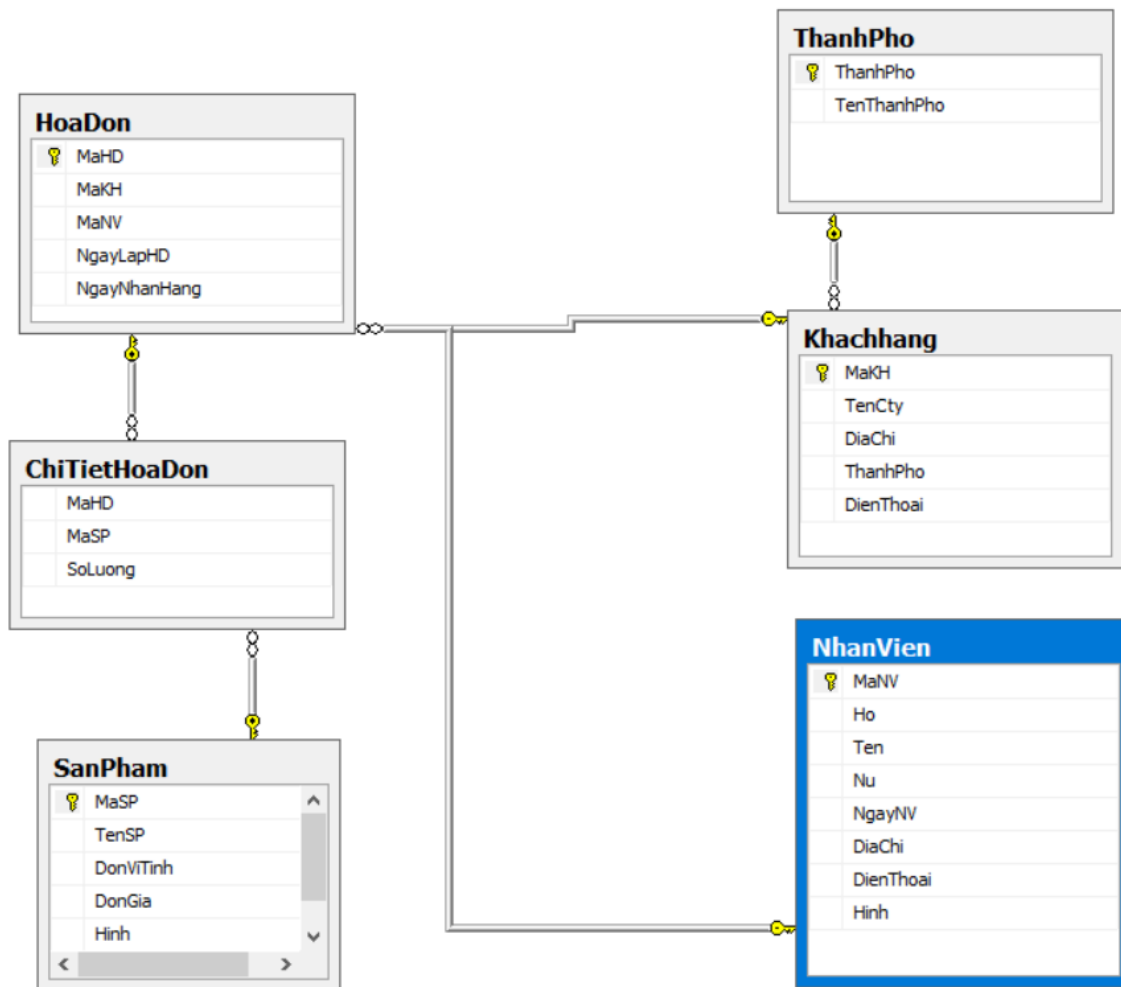 HoaDon
MaHD
MaKH
MaNV
NgayLapHD
NgayNhanHang
ChiTietHoaDon
MaHD
MaSP
SoLuong
SanPham
MaSP
TenSP
DonViTinh
DonGia
Hinh
ThanhPho
ThanhPho
TenThanhPho
Khachhang
MaKH
TenCty
DiaChi
ThanhPho
DienThoai
NhanVien
MaNV
Ho
Ten
Nu
NgayNV
DiaChi
DienThoai
Hinh